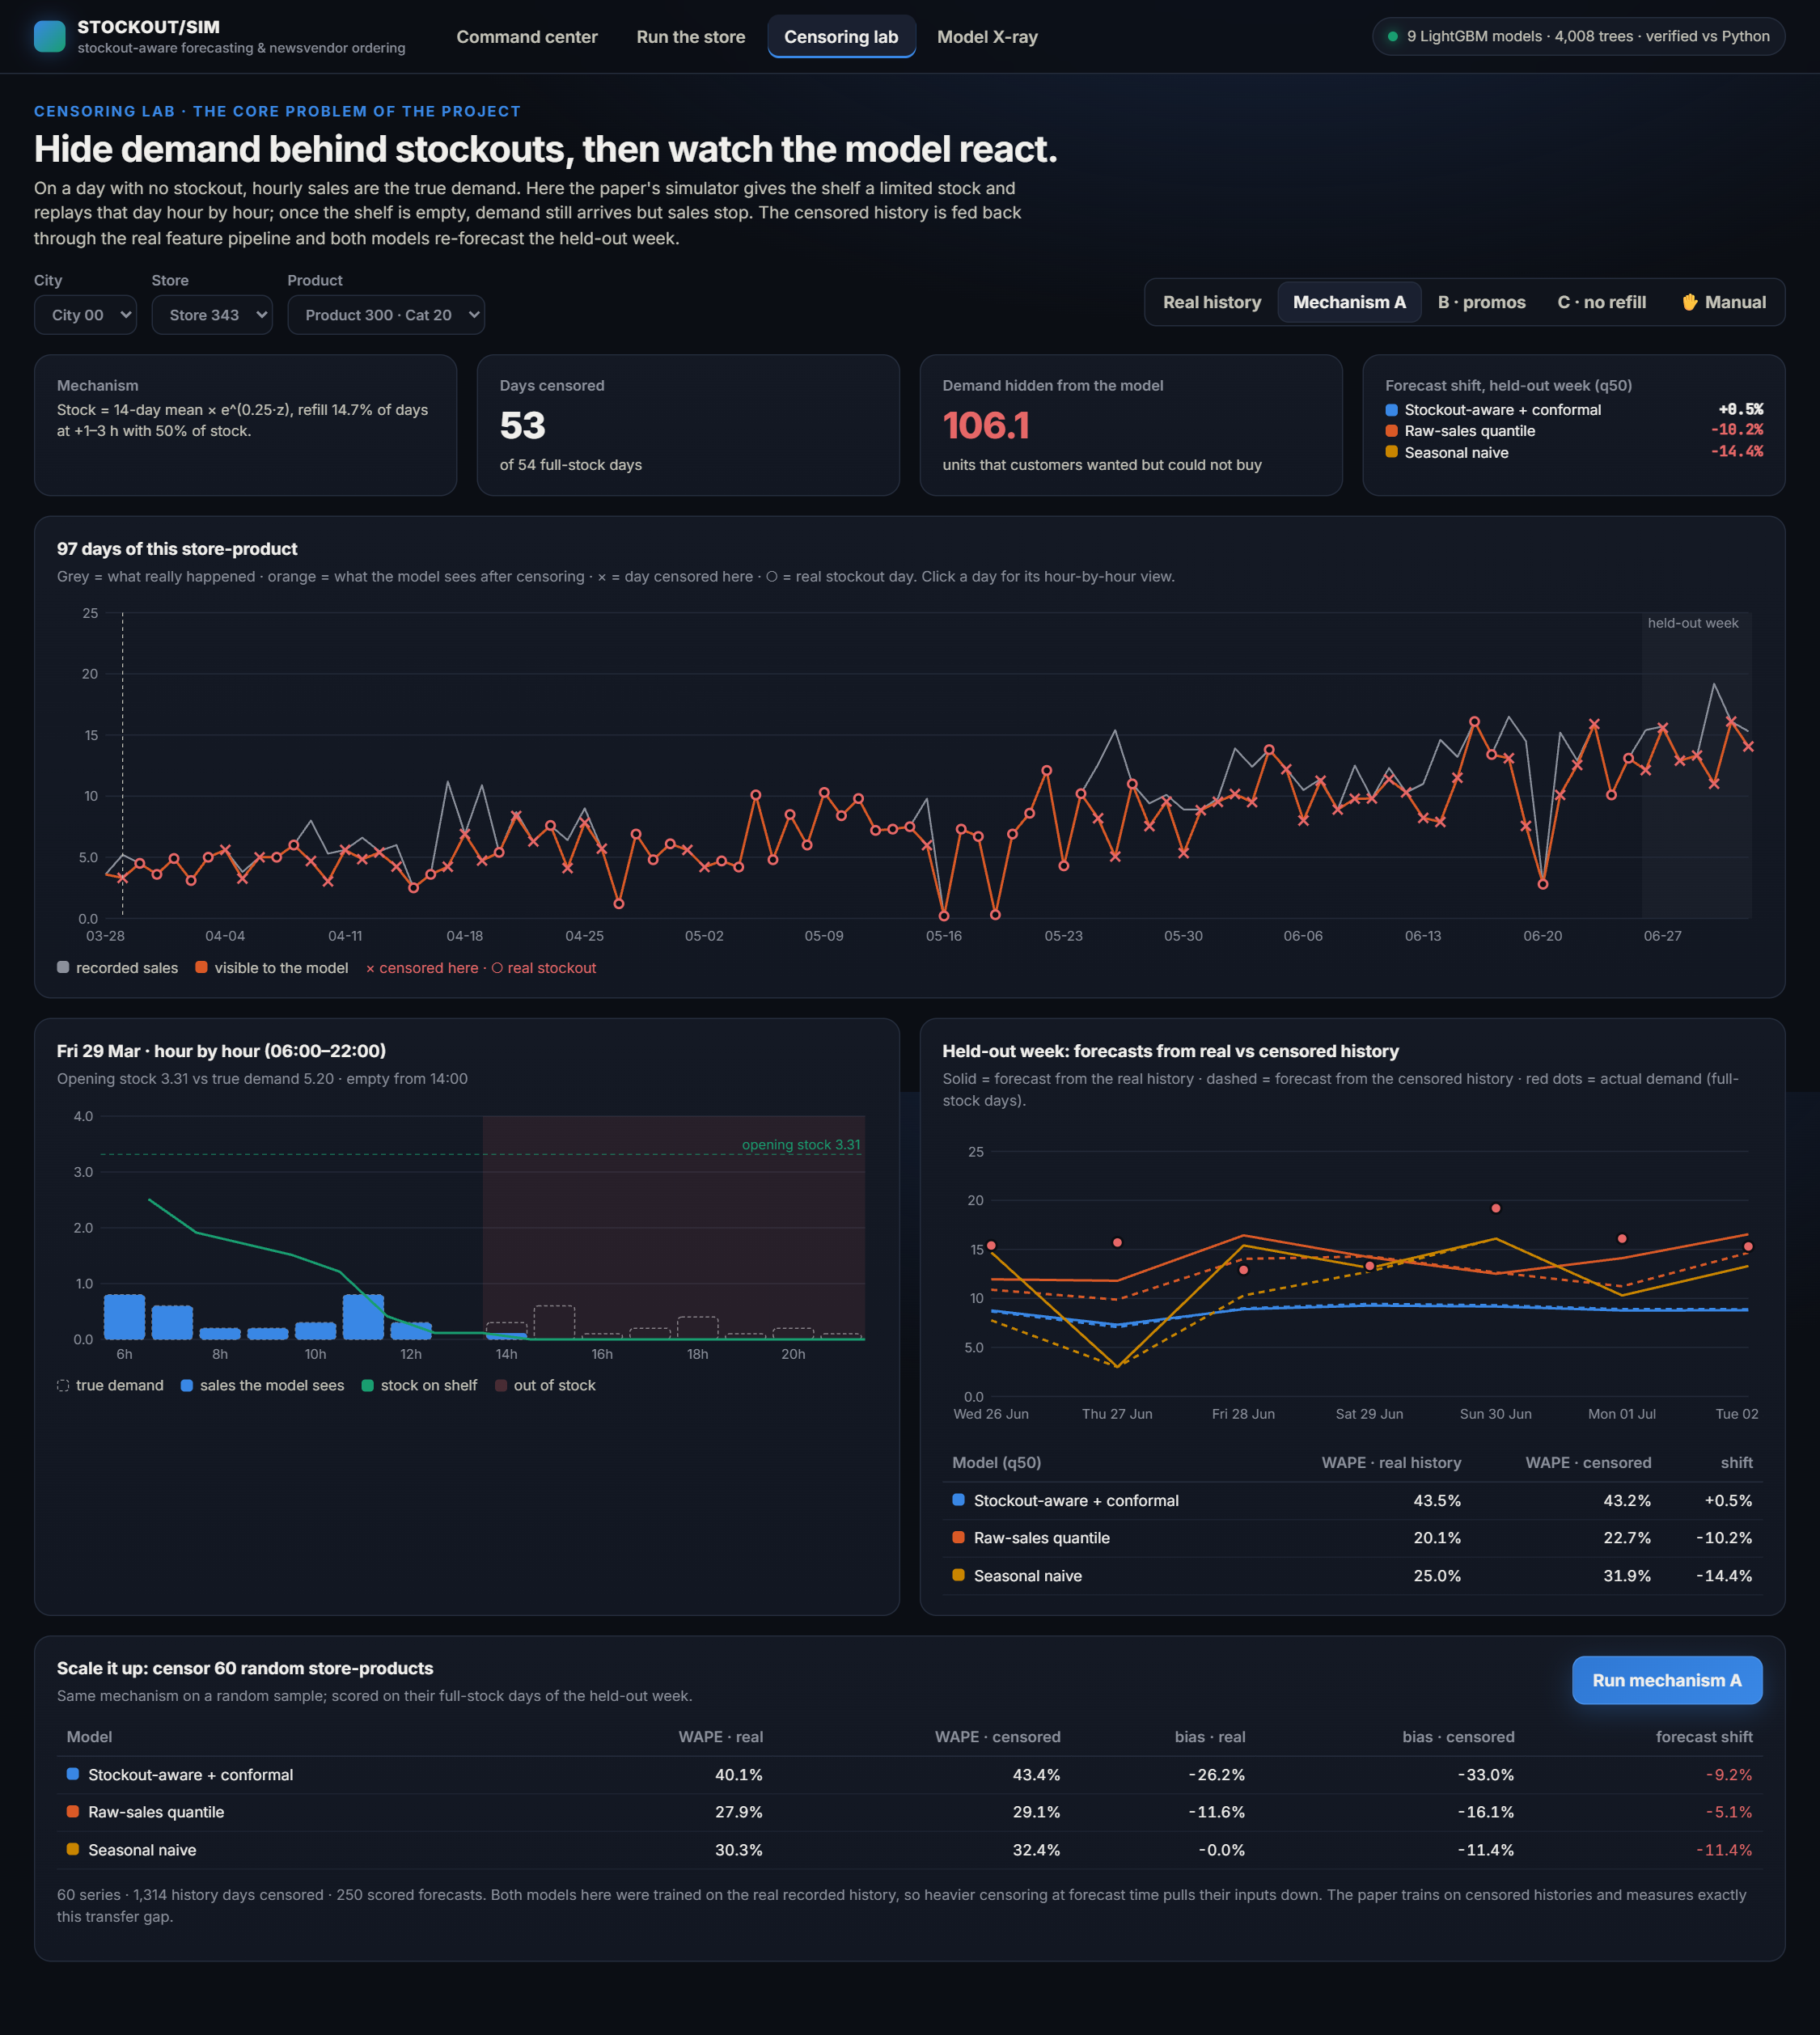 STOCKOUT/SIM
stockout-aware forecasting & newsvendor ordering
Command center
Run the store
Censoring lab
Model X-ray
9 LightGBM models · 4,008 trees · verified vs Python
CENSORING LAB · THE CORE PROBLEM OF THE PROJECT
Hide demand behind stockouts, then watch the model react.
On a day with no stockout, hourly sales are the true demand. Here the paper's simulator gives the shelf a limited stock and
replays that day hour by hour; once the shelf is empty, demand still arrives but sales stop. The censored history is fed back
through the real feature pipeline and both models re-forecast the held-out week.
City
Store
Product
City 00
Store 343
Product 300 · Cat 20
Real history
Mechanism A
B · promos
C · no refill
✋ Manual
Mechanism
Stock = 14-day mean × e^(0.25·z), refill 14.7% of days
at +1–3 h with 50% of stock.
Days censored
53
of 54 full-stock days
Demand hidden from the model
106.1
units that customers wanted but could not buy
Forecast shift, held-out week (q50)
Stockout-aware + conformal +0.5%
Raw-sales quantile -10.2%
Seasonal naive -14.4%
97 days of this store-product
Grey = what really happened · orange = what the model sees after censoring · × = day censored here · ○ = real stockout day. Click a day for its hour-by-hour view.
25
held-out week
20
15
10
5.0
0.0
03-28 04-04 04-11 04-18 04-25 05-02 05-09 05-16 05-23 05-30 06-06 06-13 06-20 06-27
recorded sales visible to the model × censored here · ○ real stockout
Fri 29 Mar · hour by hour (06:00–22:00)
Opening stock 3.31 vs true demand 5.20 · empty from 14:00
4.0
opening stock 3.31
3.0
2.0
1.0
0.0
6h 8h 10h 12h 14h 16h 18h 20h
true demand sales the model sees stock on shelf out of stock
Held-out week: forecasts from real vs censored history
Solid = forecast from the real history · dashed = forecast from the censored history · red dots = actual demand (full-
stock days).
25
20
15
10
5.0
0.0
Wed 26 Jun Thu 27 Jun Fri 28 Jun Sat 29 Jun Sun 30 Jun Mon 01 Jul Tue 02
Model (q50) WAPE · real history WAPE · censored shift
Stockout-aware + conformal 43.5% 43.2% +0.5%
Raw-sales quantile 20.1% 22.7% -10.2%
Seasonal naive 25.0% 31.9% -14.4%
Scale it up: censor 60 random store-products
Run mechanism A
Same mechanism on a random sample; scored on their full-stock days of the held-out week.
Model WAPE · real WAPE · censored bias · real bias · censored forecast shift
Stockout-aware + conformal 40.1% 43.4% -26.2% -33.0% -9.2%
Raw-sales quantile 27.9% 29.1% -11.6% -16.1% -5.1%
Seasonal naive 30.3% 32.4% -0.0% -11.4% -11.4%
60 series · 1,314 history days censored · 250 scored forecasts. Both models here were trained on the real recorded history, so heavier censoring at forecast time pulls their inputs down. The paper trains on censored histories and measures exactly
this transfer gap.